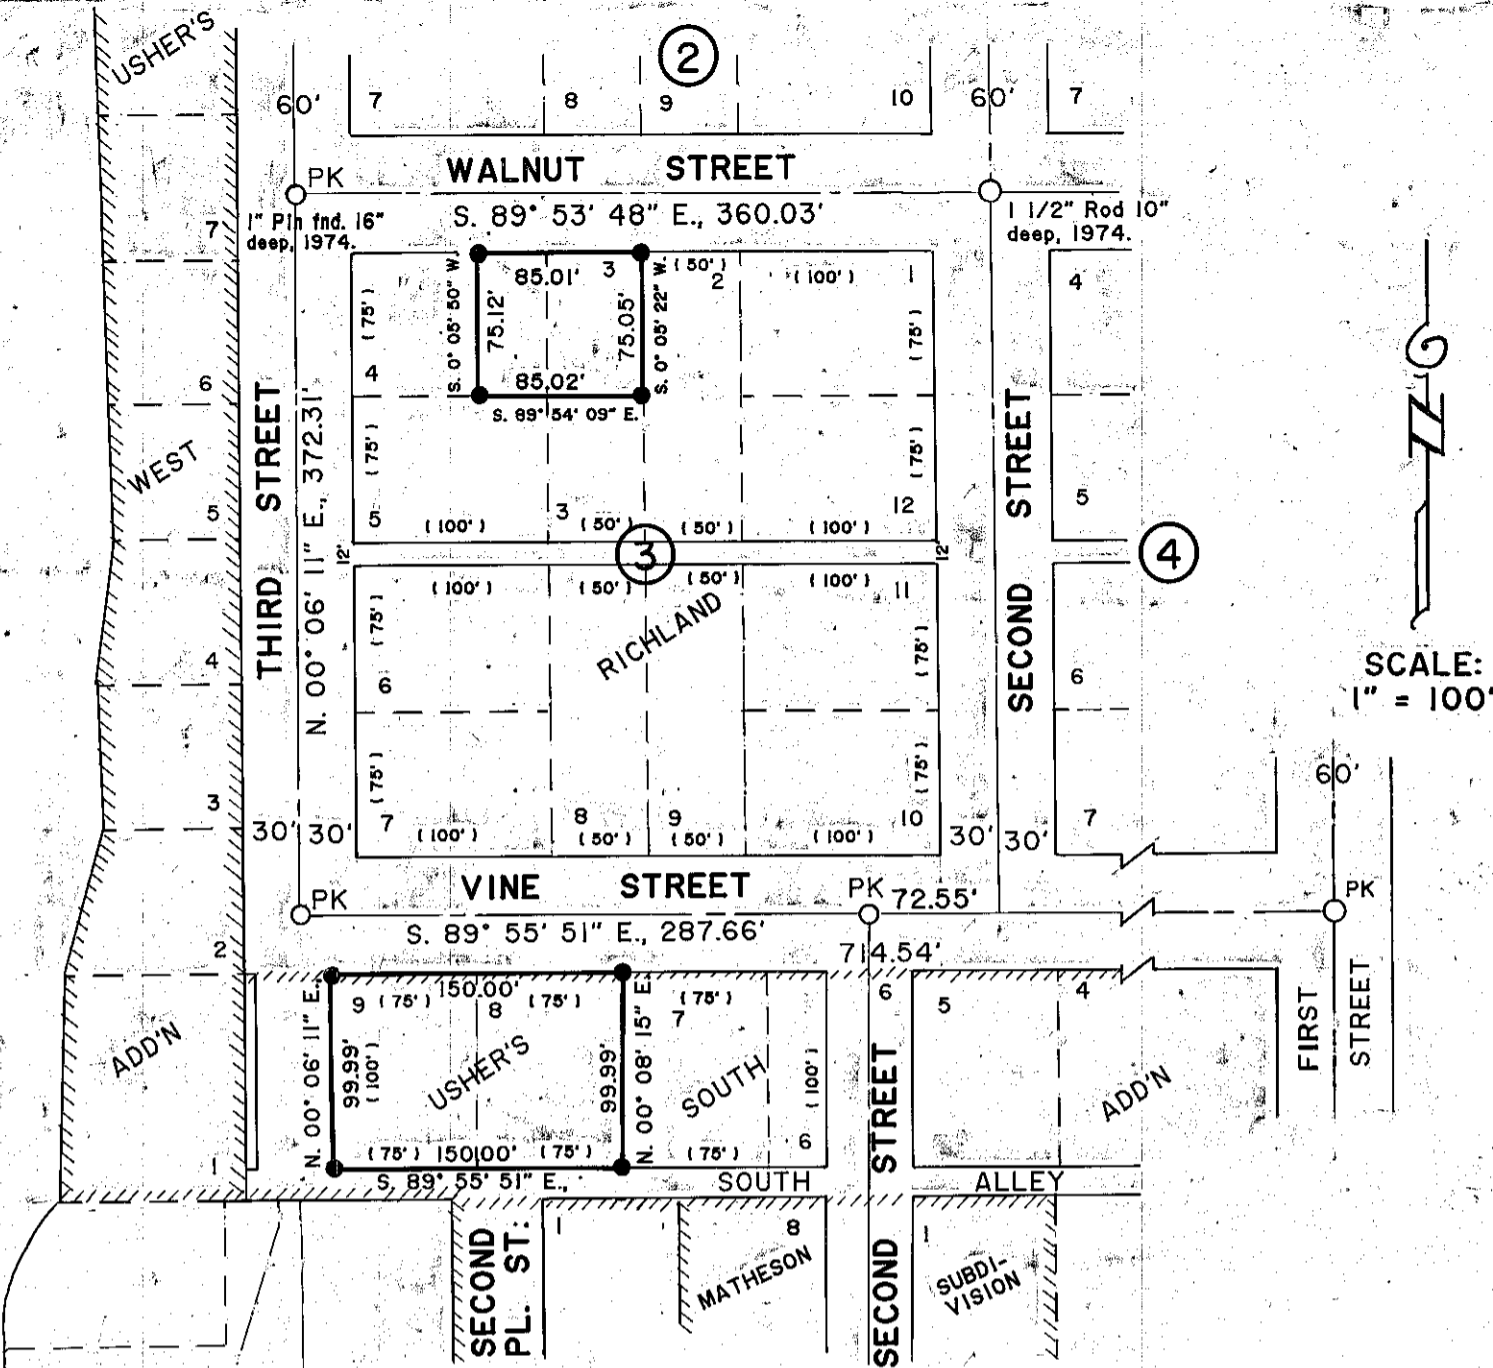 USHER'S
2
60'
7
8
9
10
60'
7
PK
WALNUT STREET
1" Pin fnd. 16"
deep, 1974.
S. 89° 53' 48" E., 360.03'
1 1/2" Rod 10"
deep, 1974.
7
85.01'
3
(50')
2
(100')
1
4
S. 0° 05' 50" W.
75.12'
75.05'
S. 0° 05' 22" W.
(75')
(75')
4
85.02'
S. 89° 54' 09" E.
6
THIRD STREET
N. 00° 06' 11" E., 372.31'
SECOND STREET
WEST
5
(75')
(75')
5
(100')
3
(50')
(50')
(100')
12
5
12'
3
12'
4
(100')
(50')
(50')
(100')
11
(75')
RICHLAND
(75')
4
6
6
SCALE:
1" = 100'
3
(75')
(75')
30'
30'
7
(100')
8
(50')
9
(50')
(100')
10
30'
30'
7
60'
PK
VINE STREET
PK
72.55'
PK
S. 89° 55' 51" E., 287.66'
714.54'
2
9
(75')
150.00'
8
(75')
(75')
7
6
5
4
N. 00° 06' 11" E.,
99.99'
(100')
USHER'S
99.99'
N. 00° 08' 15" E.
SOUTH
(100')
ADD'N
ADD'N
FIRST STREET
SECOND STREET
1
(75')
150.00'
(75')
(75')
6
S. 89° 55' 51" E.,
SOUTH ALLEY
SECOND
PL. ST.
1
8
MATHESON
SECOND
1
SUBDI-
VISION
N